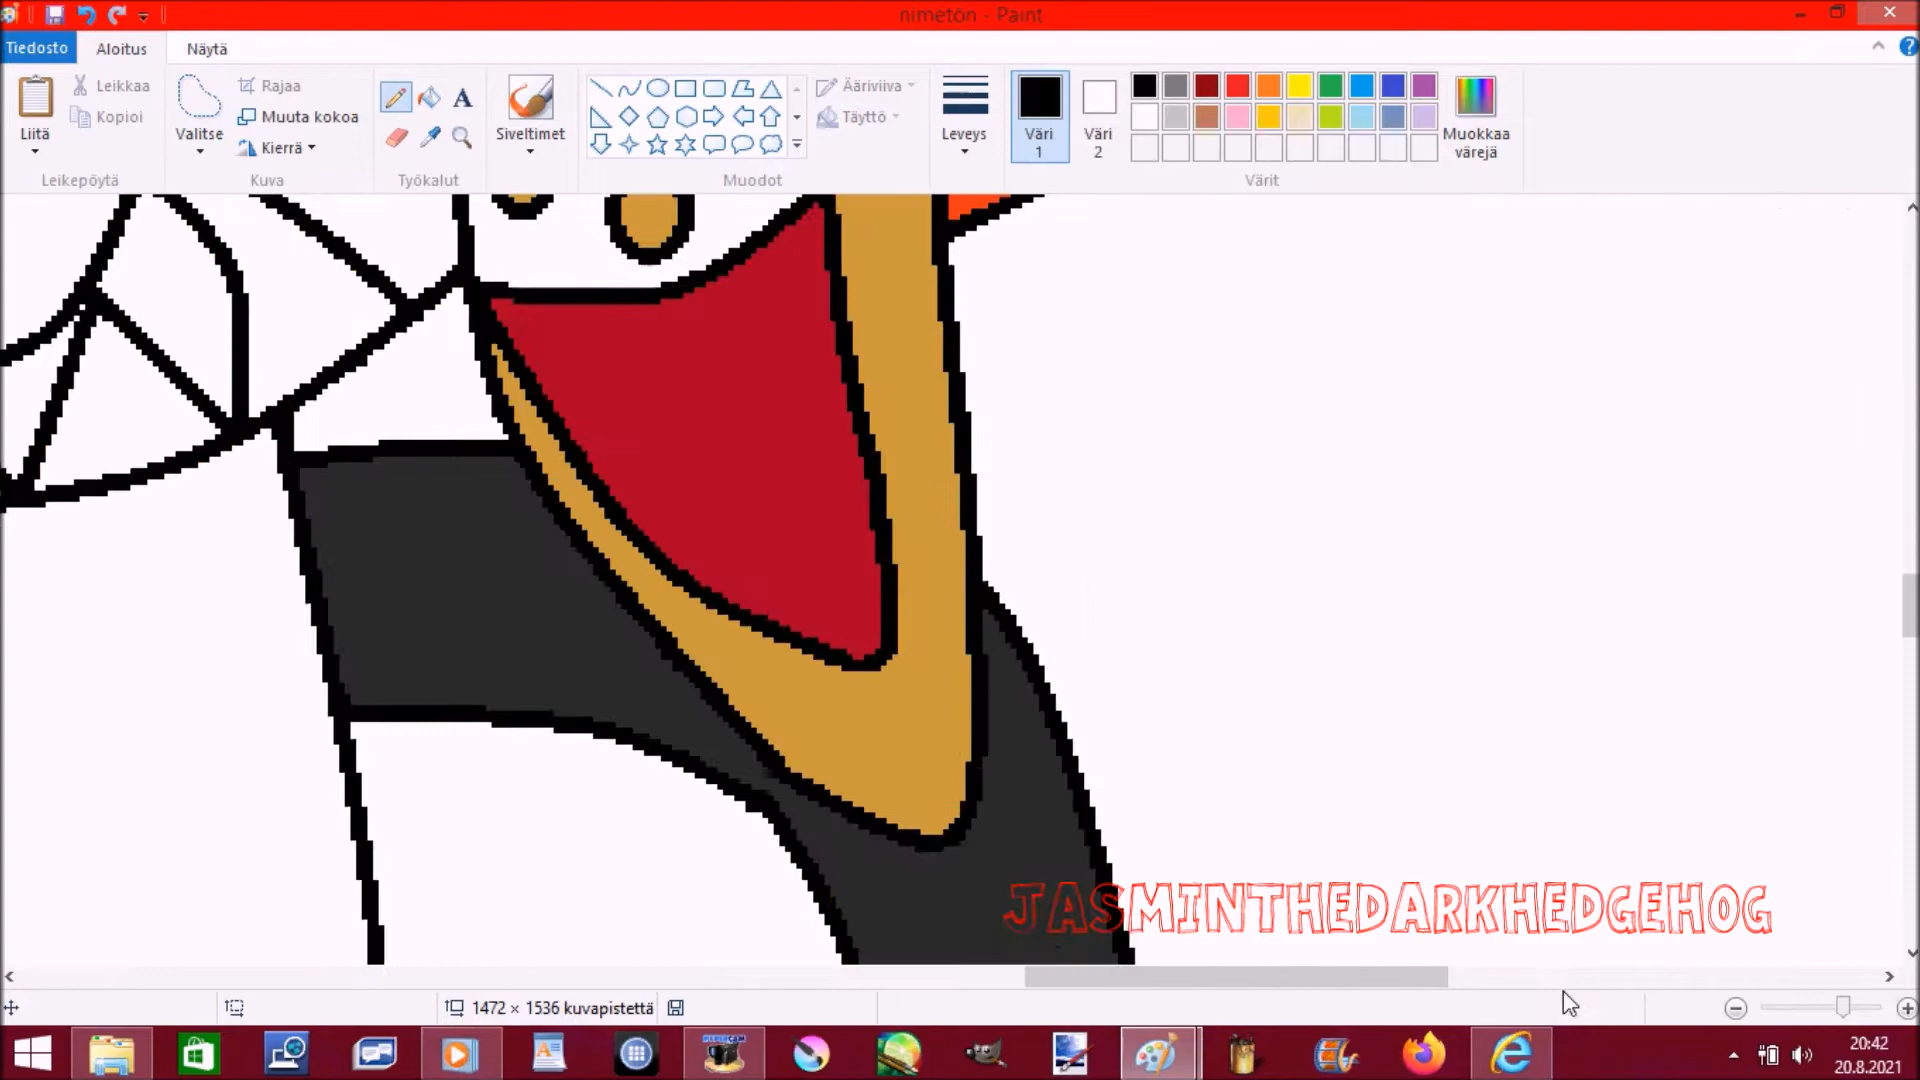 nimetön - Paint
Tiedosto Aloitus Näytä
Liitä Leikkaa Kopioi
Leikepöytä
Valitse Rajaa Muuta kokoa Kierrä
Kuva
A
Työkalut
Siveltimet
Ääriviiva Täyttö
Muodot
Leveys
Väri 1
Väri 2
Muokkaa värejä
Värit
JASMINTHEDARKHEDGEHOG
1472 × 1536 kuvapistettä
20:42
20.8.2021